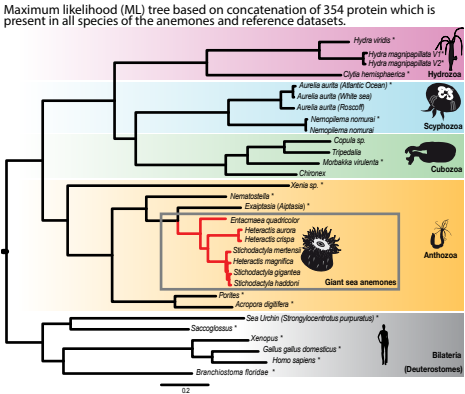 Maximum likelihood (ML) tree based on concatenation of 354 protein which is
present in all species of the anemones and reference datasets.
Hydra viridis *
Hydra magnipapillata V1*
Hydra magnipapillata V2*
Clytia hemisphaerica *
Hydrozoa
Aurelia aurita (Atlantic Ocean) *
Aurelia aurita (White sea)
Aurelia aurita (Roscoff)
Nemopilema nomurai *
Nemopilema nomurai
Scyphozoa
Copula sp.
Tripedalia
Morbakka virulenta *
Chironex
Cubozoa
Xenia sp. *
Nematostella *
Exaiptasia (Aiptasia) *
Entacmaea quadricolor
Heteractis aurora
Heteractis crispa
Stichodactyla mertensii
Heteractis magnifica
Stichodactyla gigantea
Stichodactyla haddoni
Giant sea anemones
Anthozoa
Porites *
Acropora digitifera *
Sea Urchin (Strongylocentrotus purpuratus) *
Saccoglossus *
Xenopus *
Gallus gallus domesticus *
Homo sapiens *
Branchiostoma floridae *
Bilateria
(Deuterostomes)
0.2